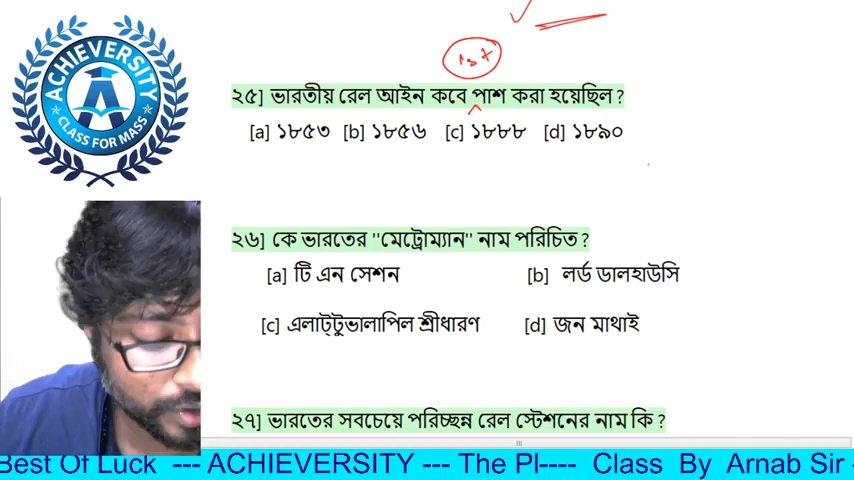 ACHIEVERSITY
A
CLASS FOR MASS
1st
২৫] ভারতীয় রেল আইন কবে পাশ করা হয়েছিল ?
[a] ১৮৫৩ [b] ১৮৫৬ [c] ১৮৮৮ [d] ১৮৯০
২৬] কে ভারতের "মেট্রোম্যান" নাম পরিচিত ?
[a] টি এন সেশন [b] লর্ড ডালহাউসি
[c] এলাট্টুভালাপিল শ্রীধারণ [d] জন মাথাই
২৭] ভারতের সবচেয়ে পরিচ্ছন্ন রেল স্টেশনের নাম কি ?
Best Of Luck --- ACHIEVERSITY --- The Pl---- Class By Arnab Sir -